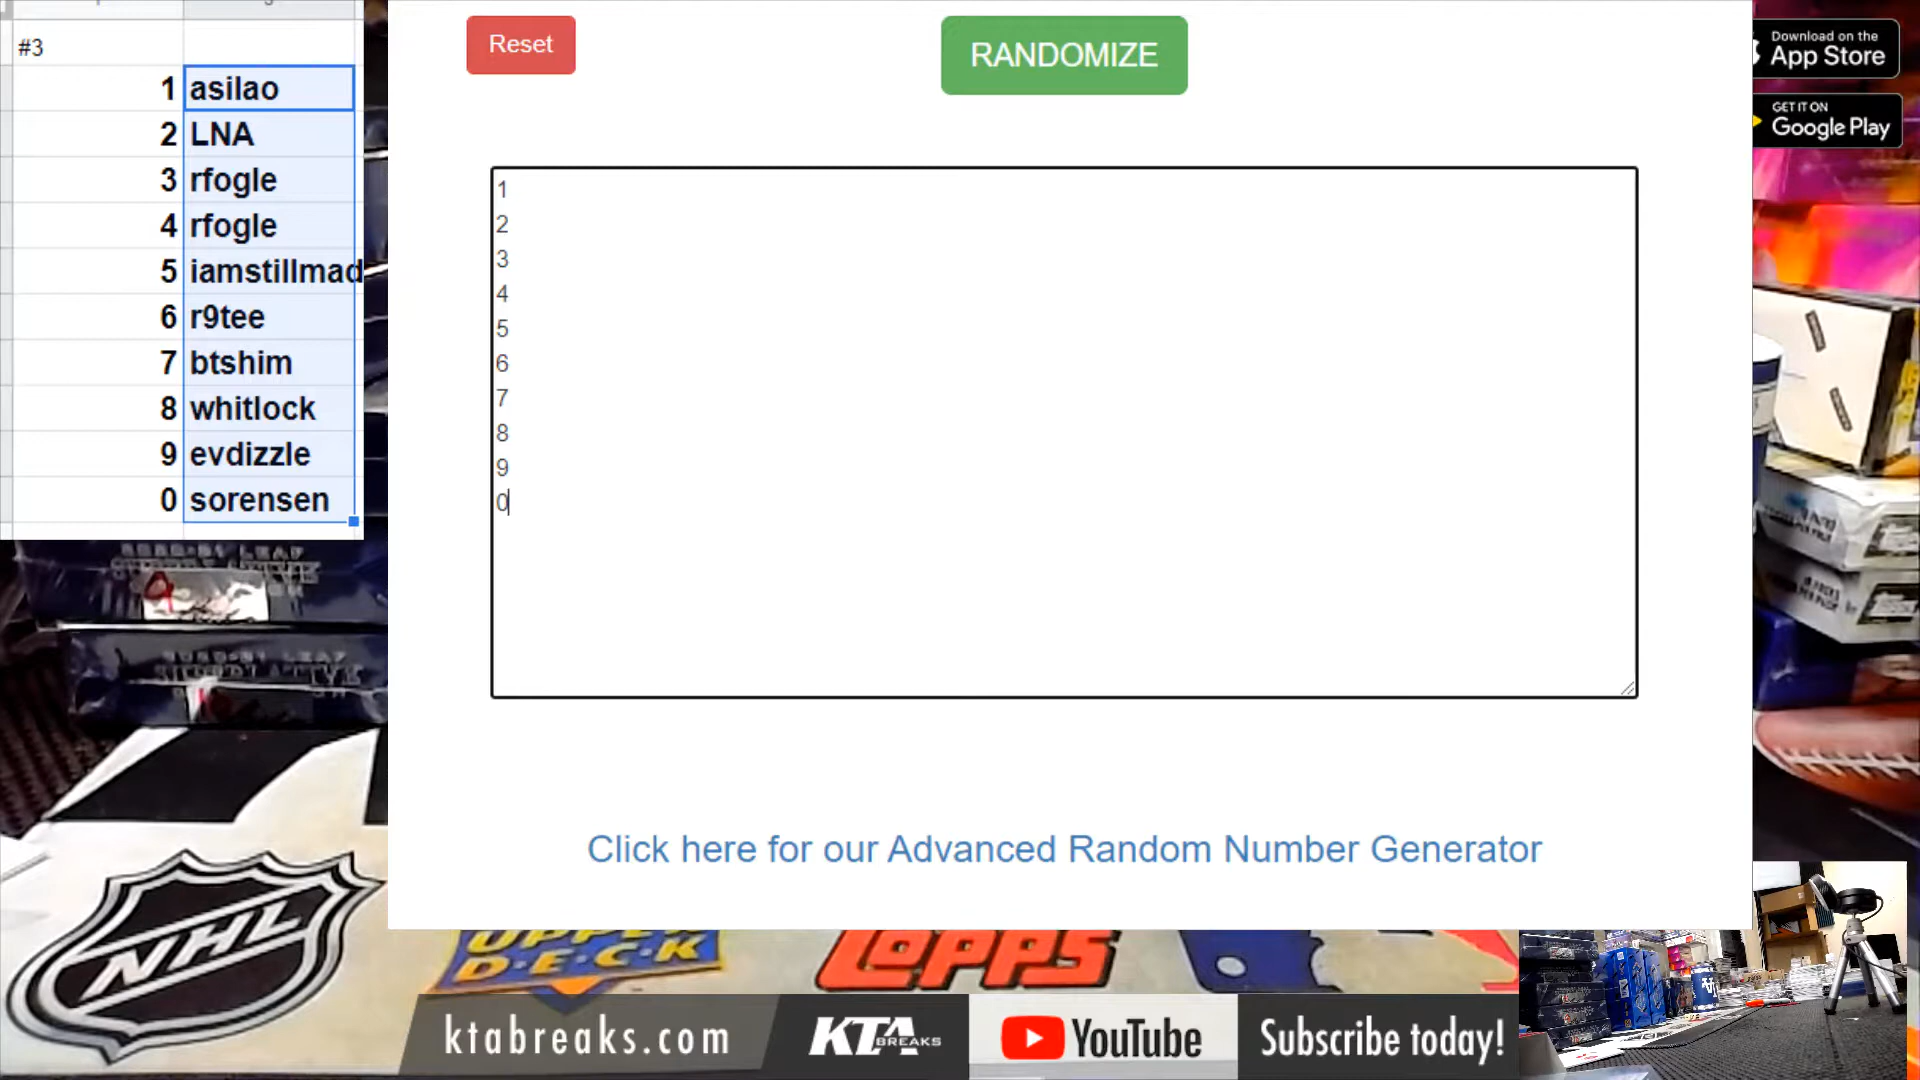 #3
1 asilao
2 LNA
3 rfogle
4 rfogle
5 iamstillmad
6 r9tee
7 btshim
8 whitlock
9 evdizzle
0 sorensen
Reset
RANDOMIZE
1
2
3
4
5
6
7
8
9
0
Click here for our Advanced Random Number Generator
Download on the
App Store
GET IT ON
Google Play
NHL
UPPER
D·E·C·K
TOPPS
ktabreaks.com
KTA
BREAKS
YouTube
Subscribe today!